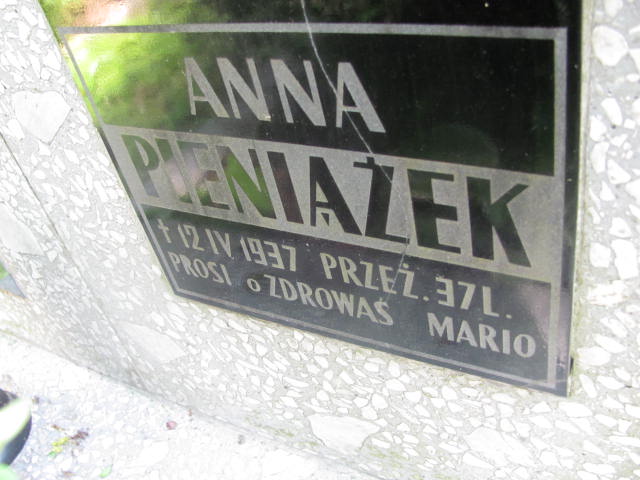 ANNA
PIENIĄŻEK
† 12 IV 1937 PRZEŻ. 37 L.
PROSI o ZDROWAŚ MARIO